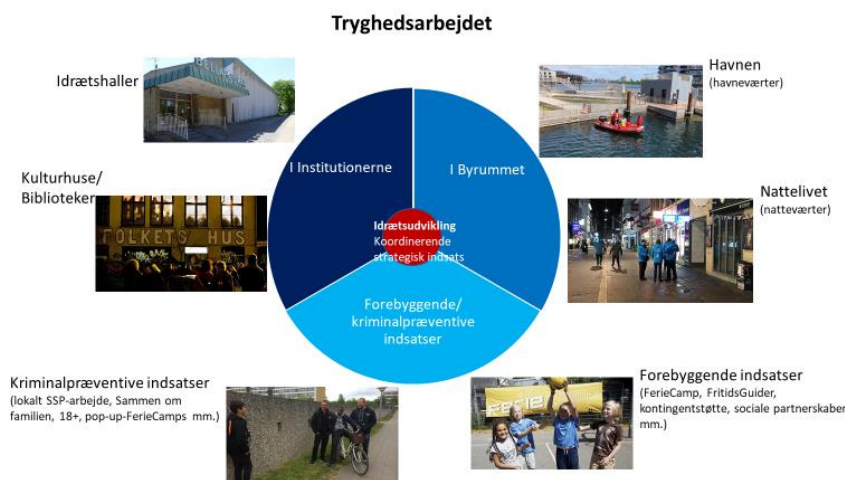 Tryghedsarbejdet
Idrætshaller
Havnen
(havneværter)
Kulturhuse/
Biblioteker
FOLKETS HUS
I Institutionerne
I Byrummet
Nattelivet
(natteværter)
Idrætsudvikling
Koordinerende
strategisk indsats
Forebyggende/
kriminalpræventive
indsatser
Kriminalpræventive indsatser
(lokalt SSP-arbejde, Sammen om
familien, 18+, pop-up-FerieCamps mm.)
Forebyggende indsatser
(FerieCamp, FritidsGuider,
kontingentstøtte, sociale partnerskaber
mm.)
FERIE